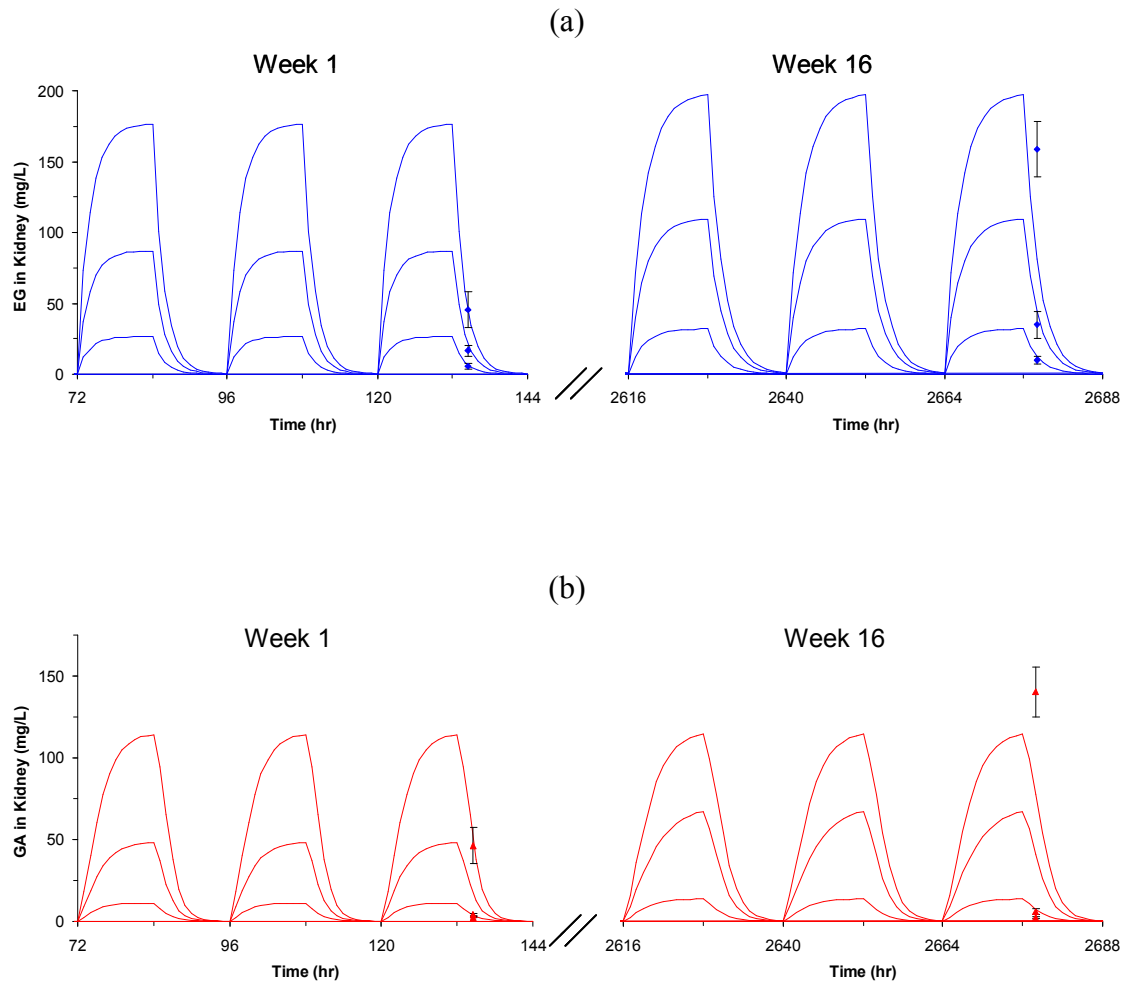 (a)
Week 1
Week 16
EG in Kidney (mg/L)
200
150
100
50
0
72
96
120
144
2616
2640
2664
2688
Time (hr)
Time (hr)
(b)
Week 1
Week 16
GA in Kidney (mg/L)
150
100
50
0
72
96
120
144
2616
2640
2664
2688
Time (hr)
Time (hr)